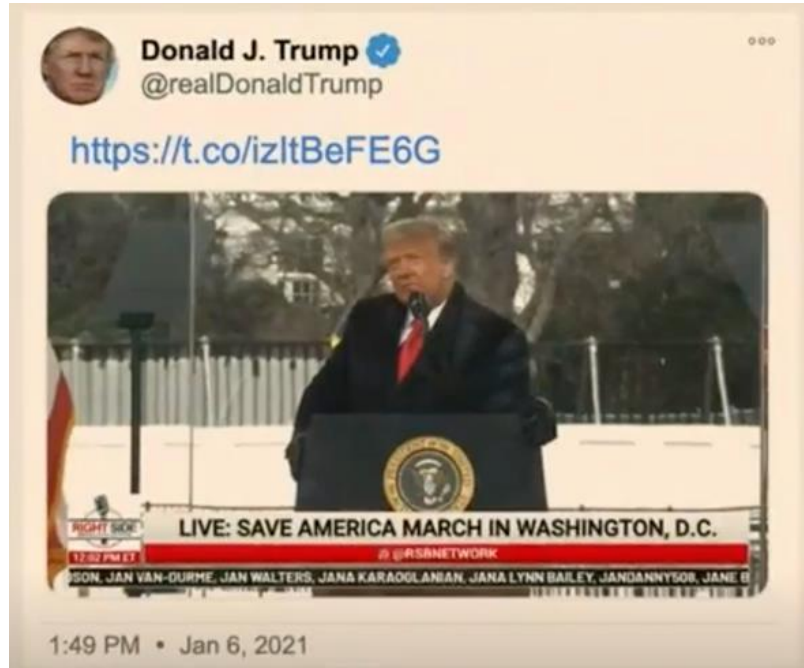 Donald J. Trump
@realDonaldTrump
https://t.co/izItBeFE6G
RIGHT SIDE
LIVE: SAVE AMERICA MARCH IN WASHINGTON, D.C.
12:02 PM ET
@RSBNETWORK
SON, JAN VAN-DURME, JAN WALTERS, JANA KARAOGLANIAN, JANA LYNN BAILEY, JANDANNY508, JANE B
1:49 PM • Jan 6, 2021